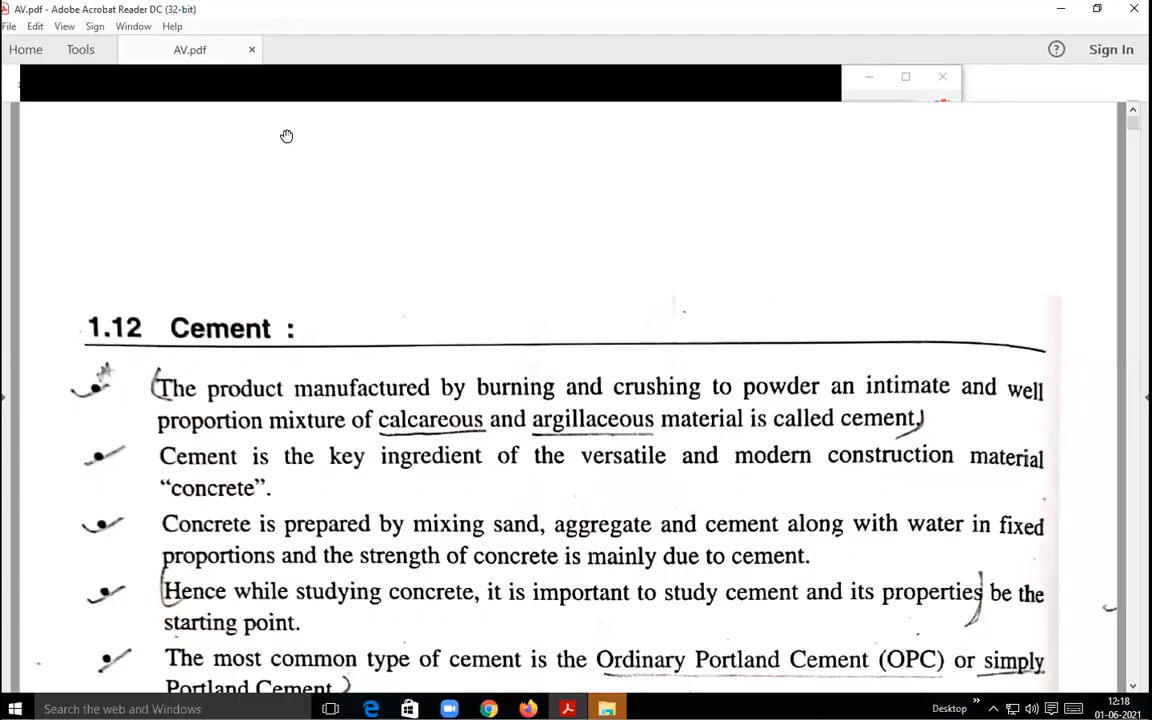 AV.pdf - Adobe Acrobat Reader DC (32-bit)
File Edit View Sign Window Help
Home Tools AV.pdf Sign In
1.12 Cement :
The product manufactured by burning and crushing to powder an intimate and well
proportion mixture of calcareous and argillaceous material is called cement.
Cement is the key ingredient of the versatile and modern construction material
“concrete”.
Concrete is prepared by mixing sand, aggregate and cement along with water in fixed
proportions and the strength of concrete is mainly due to cement.
Hence while studying concrete, it is important to study cement and its properties be the
starting point.
The most common type of cement is the Ordinary Portland Cement (OPC) or simply
Portland Cement.
Search the web and Windows
Desktop
12:18
01-06-2021